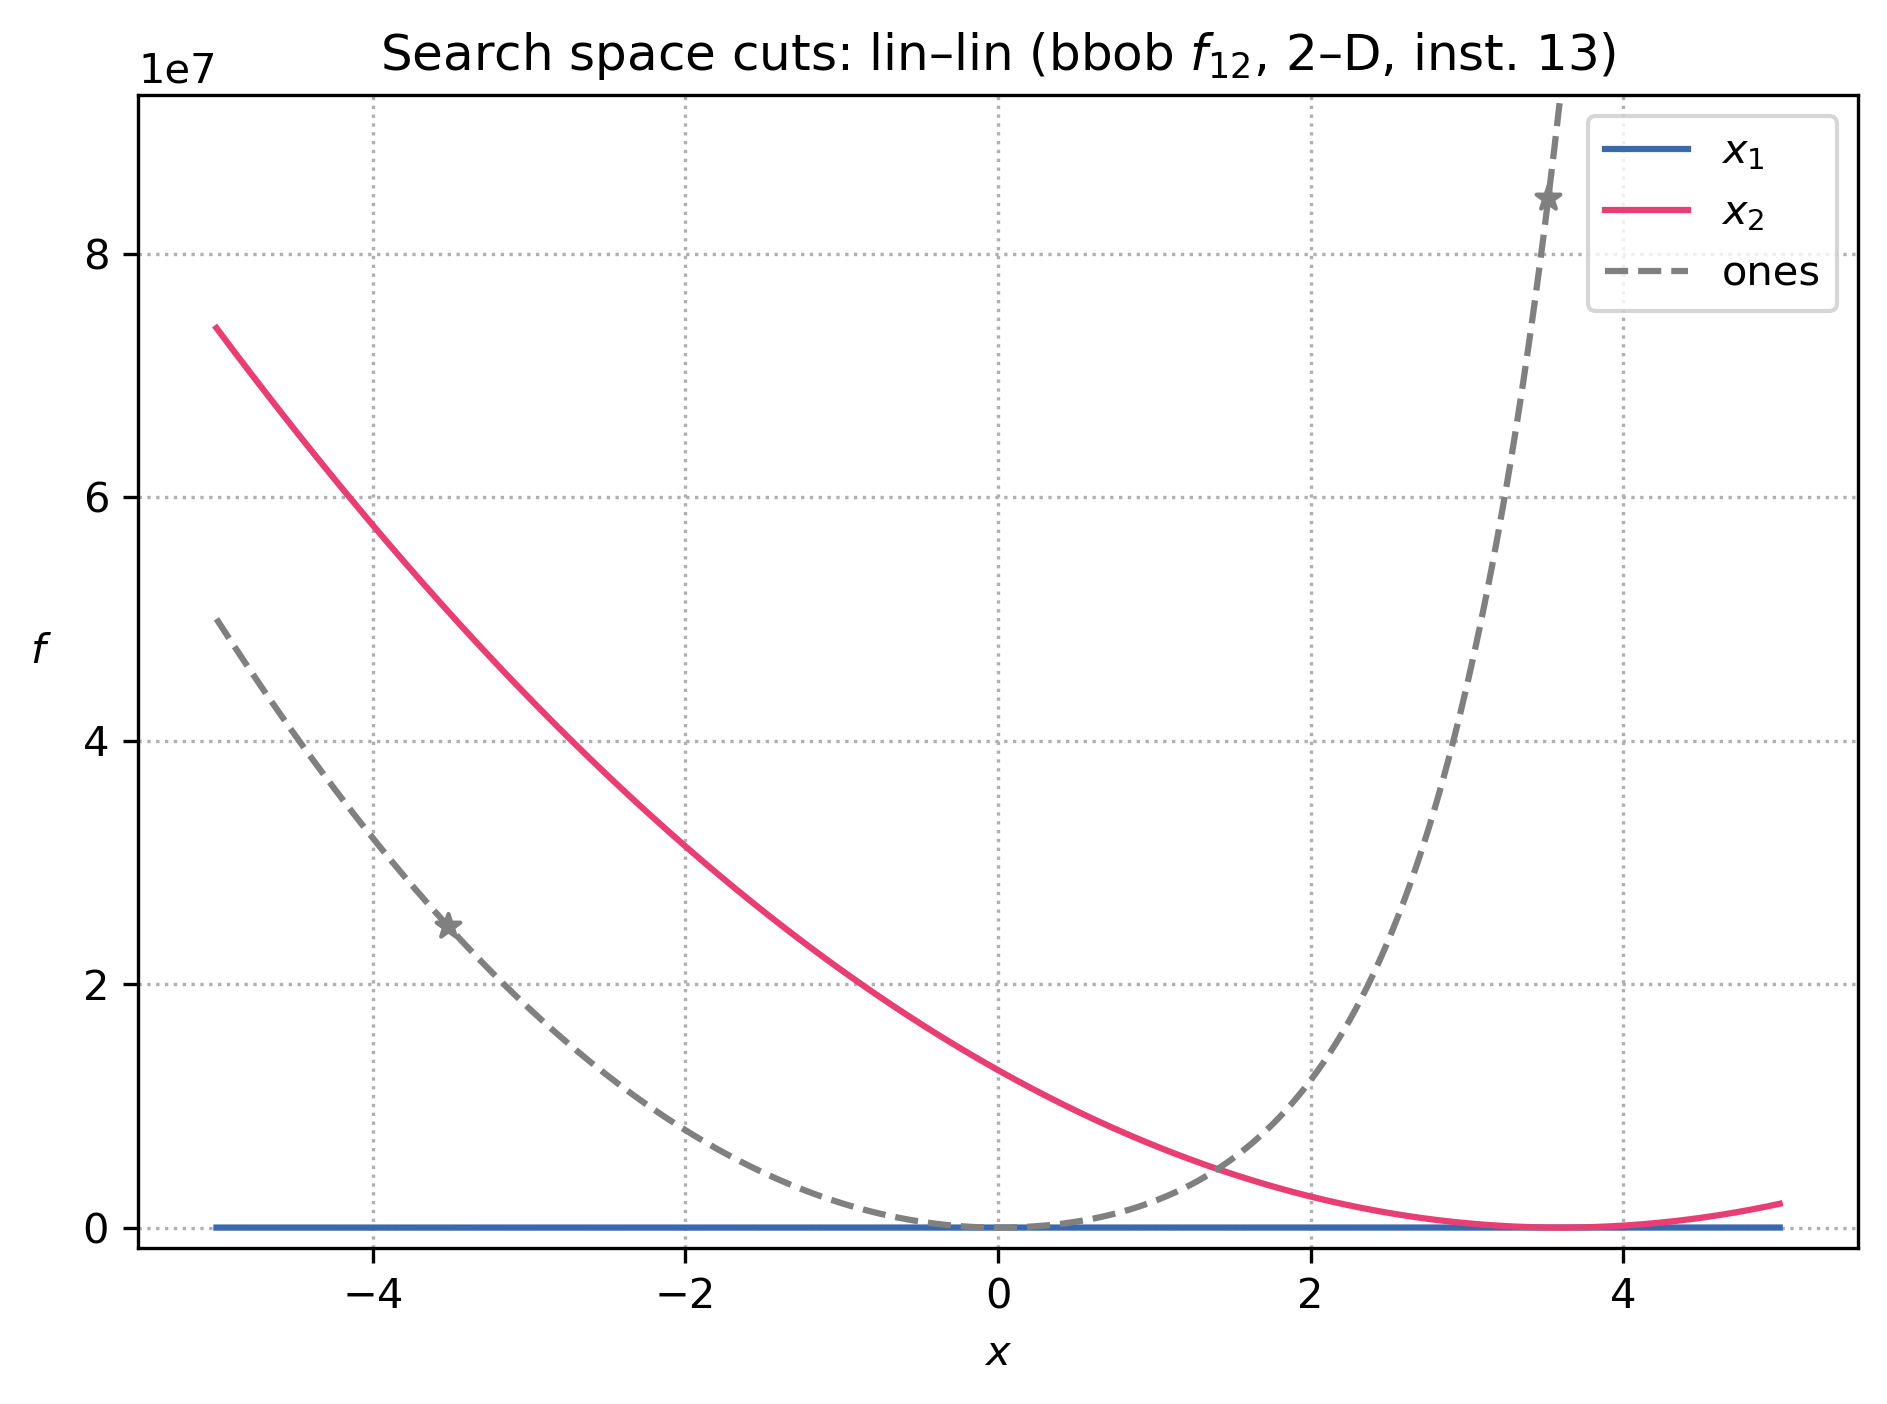 Search space cuts: lin–lin (bbob f12, 2–D, inst. 13)
1e7
x1
x2
ones
8
6
4
2
0
f
−4 −2 0 2 4
x